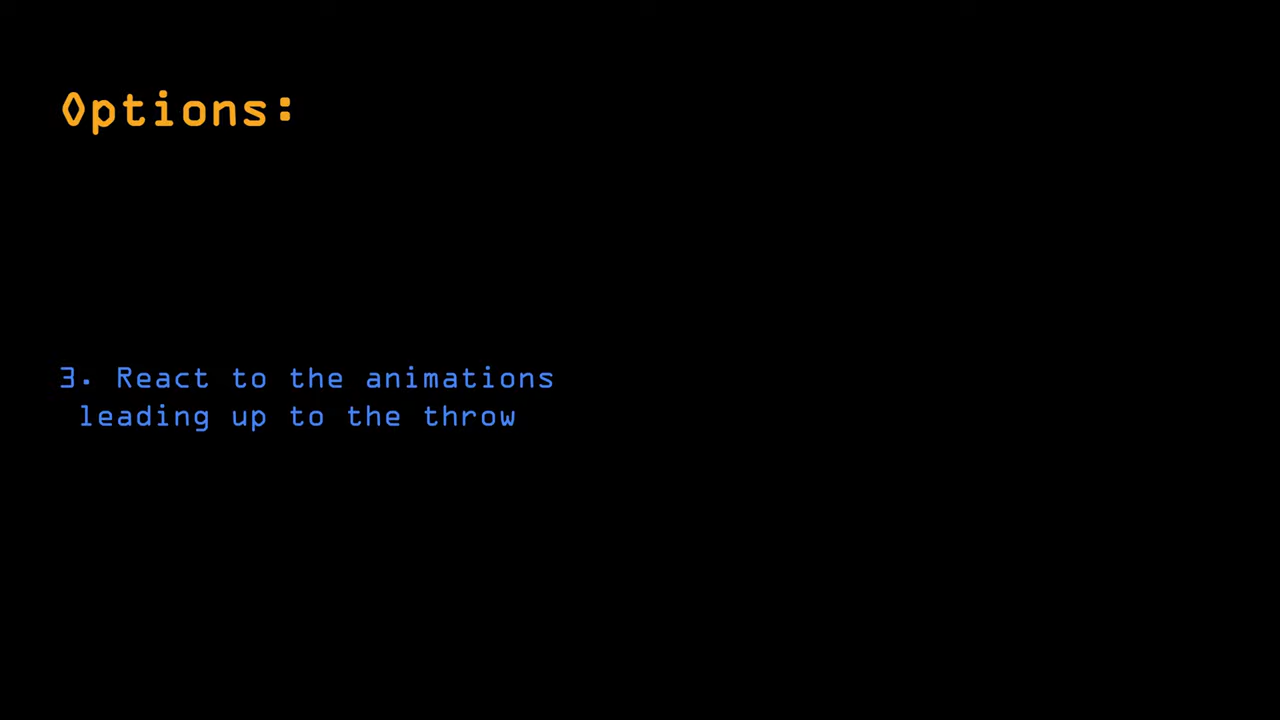 Options:
3. React to the animations
leading up to the throw